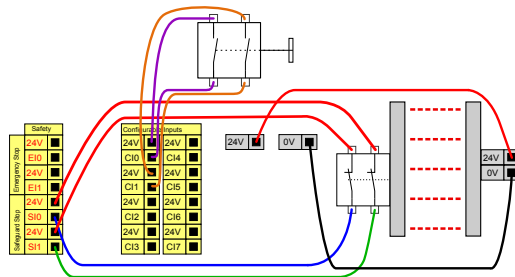 Safety
Emergency Stop
24V
EI0
24V
EI1
Safeguard Stop
24V
SI0
24V
SI1
Configurable Inputs
24V 24V
CI0 CI4
24V 24V
CI1 CI5
24V 24V
CI2 CI6
24V 24V
CI3 CI7
24V 0V
24V
0V